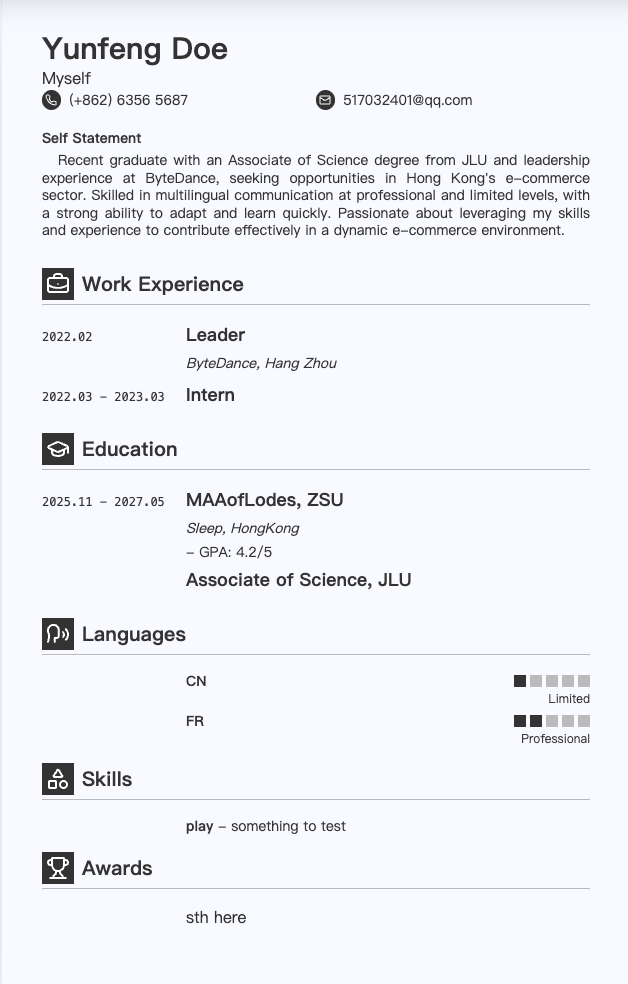 Yunfeng Doe
Myself
(+862) 6356 5687
517032401@qq.com
Self Statement
Recent graduate with an Associate of Science degree from JLU and leadership
experience at ByteDance, seeking opportunities in Hong Kong's e-commerce
sector. Skilled in multilingual communication at professional and limited levels, with
a strong ability to adapt and learn quickly. Passionate about leveraging my skills
and experience to contribute effectively in a dynamic e-commerce environment.
Work Experience
2022.02 Leader
ByteDance, Hang Zhou
2022.03 - 2023.03 Intern
Education
2025.11 - 2027.05 MAAofLodes, ZSU
Sleep, HongKong
- GPA: 4.2/5
Associate of Science, JLU
Languages
CN
Limited
FR
Professional
Skills
play - something to test
Awards
sth here